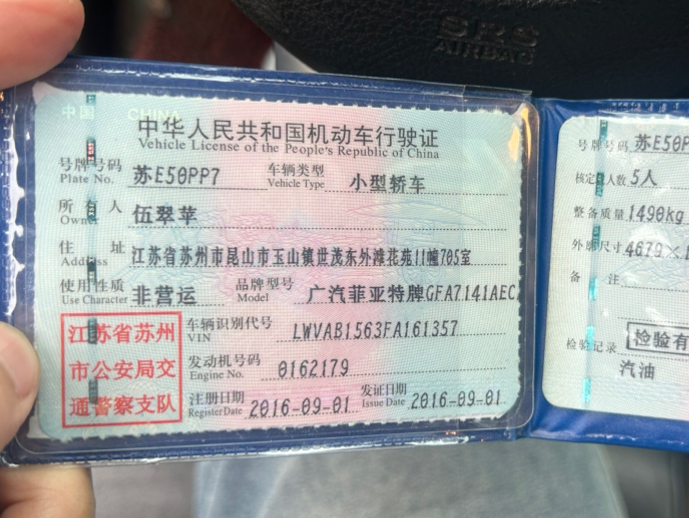 SRS
AIRBAG
中国 CHINA
中华人民共和国机动车行驶证
Vehicle License of the People's Republic of China
号牌号码 苏E50PP7 车辆类型 小型轿车
Plate No. Vehicle Type
所有人 伍翠苹
Owner
住址 江苏省苏州市昆山市玉山镇世茂东外滩花苑11幢705室
Address
使用性质 非营运 品牌型号 广汽菲亚特牌GFA7141AEC
Use Character Model
江苏省苏州
市公安局交
通警察支队
车辆识别代号 LWVAB1563FA161357
VIN
发动机号码 0162179
Engine No.
注册日期 2016-09-01 发证日期 2016-09-01
Register Date Issue Date
号牌号码 苏E50P
核定载人数 5人
整备质量 1490kg
外廓尺寸 4679×
备注
检验记录 检验有
汽油